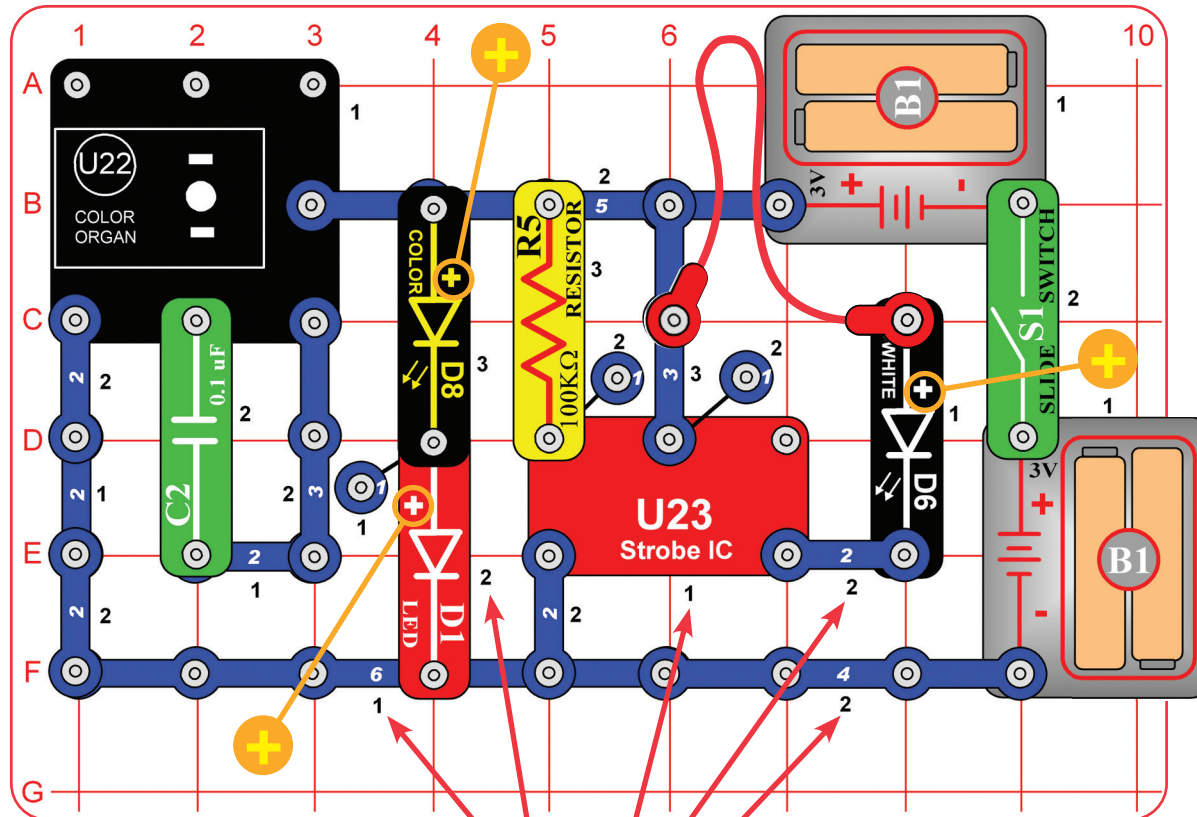 1 2 3 4 5 6 10
A
B
C
D
E
F
G
U22
COLOR
ORGAN
1
B1
3V
+
-
1
2
5
COLOR
+
D8
3
R5
RESISTOR
100KΩ
3
2
1
3
3
2
1
WHITE
+
D6
1
S1
SLIDE SWITCH
2
2
2
2
1
2
2
0.1 uF
C2
2
2
3
2
1
1
1
+
D1
LED
2
U23
Strobe IC
1
2
2
2
2
6
1
4
2
1
3V
+
-
B1
+
+
+